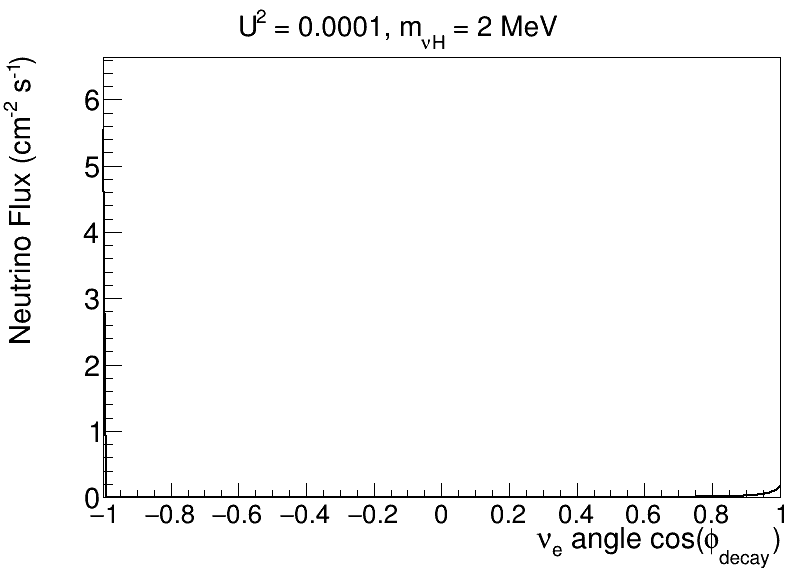 U² = 0.0001, m_νH = 2 MeV
Neutrino Flux (cm⁻² s⁻¹)
6
5
4
3
2
1
0
−1 −0.8 −0.6 −0.4 −0.2 0 0.2 0.4 0.6 0.8 1
ν_e angle cos(ϕ_decay)